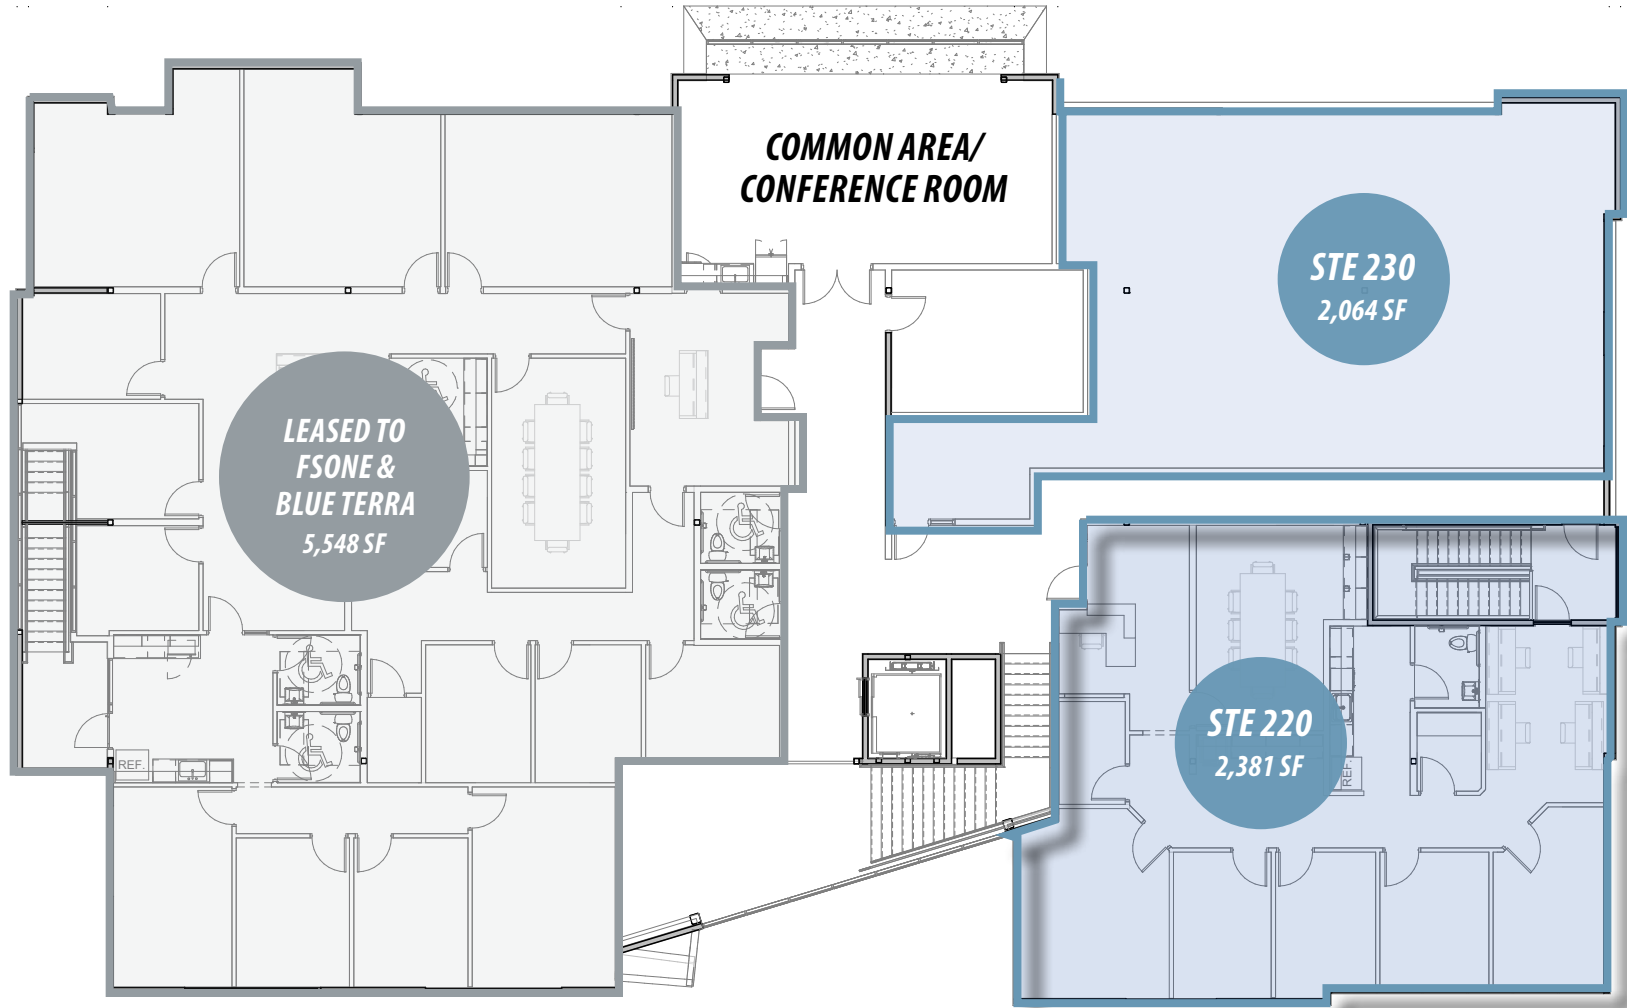 COMMON AREA/
CONFERENCE ROOM
STE 230
2,064 SF
LEASED TO
FSONE &
BLUE TERRA
5,548 SF
STE 220
2,381 SF
REF.
REF.